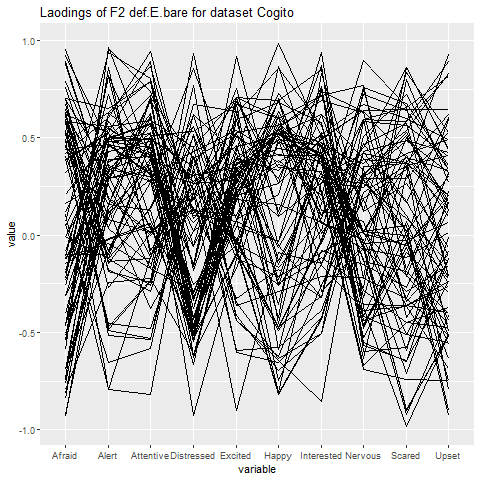 Laodings of F2 def.E.bare for dataset Cogito
1.0
0.5
0.0
-0.5
-1.0
value
Afraid Alert Attentive Distressed Excited Happy Interested Nervous Scared Upset
variable